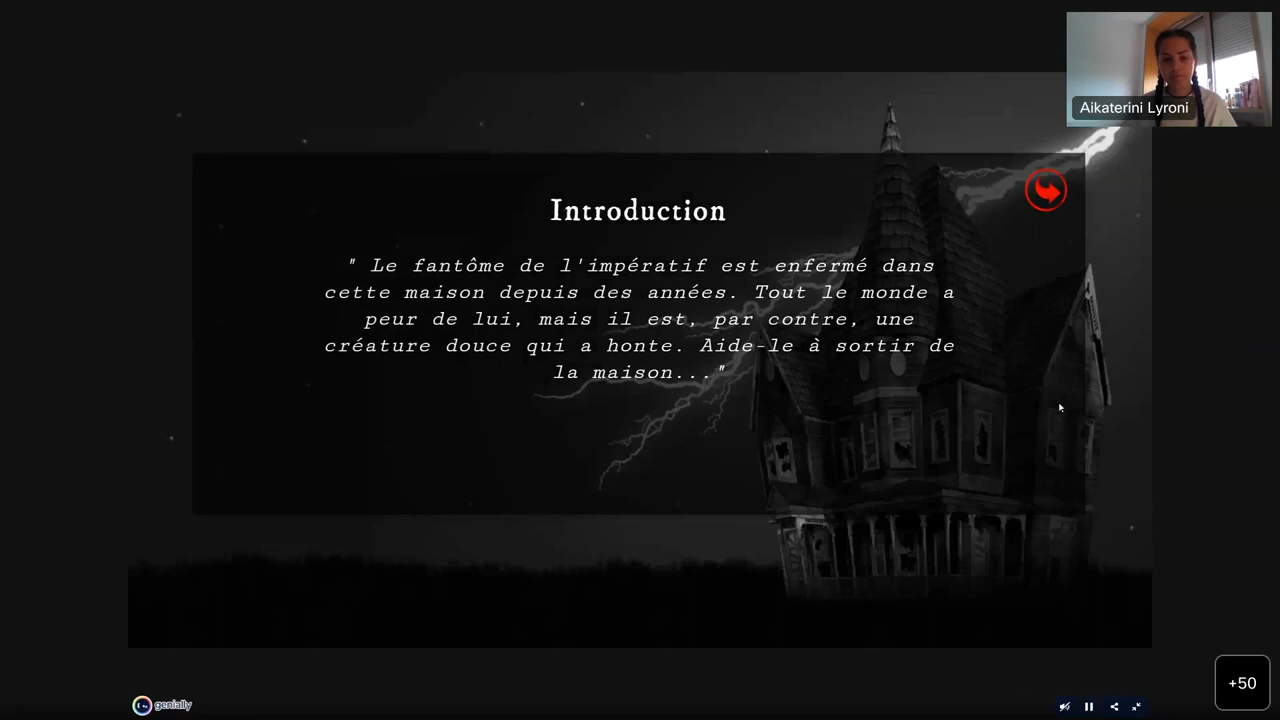 Aikaterini Lyroni
Introduction
" Le fantôme de l'impératif est enfermé dans
cette maison depuis des années. Tout le monde a
peur de lui, mais il est, par contre, une
créature douce qui a honte. Aide-le à sortir de
la maison..."
+50
genially